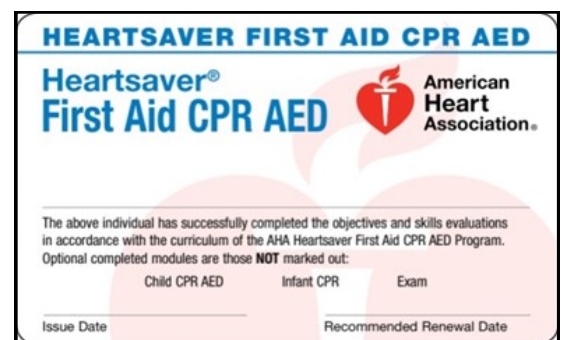 HEARTSAVER FIRST AID CPR AED
Heartsaver®
First Aid CPR AED
American
Heart
Association®
The above individual has successfully completed the objectives and skills evaluations
in accordance with the curriculum of the AHA Heartsaver First Aid CPR AED Program.
Optional completed modules are those NOT marked out:
Child CPR AED Infant CPR Exam
Issue Date Recommended Renewal Date